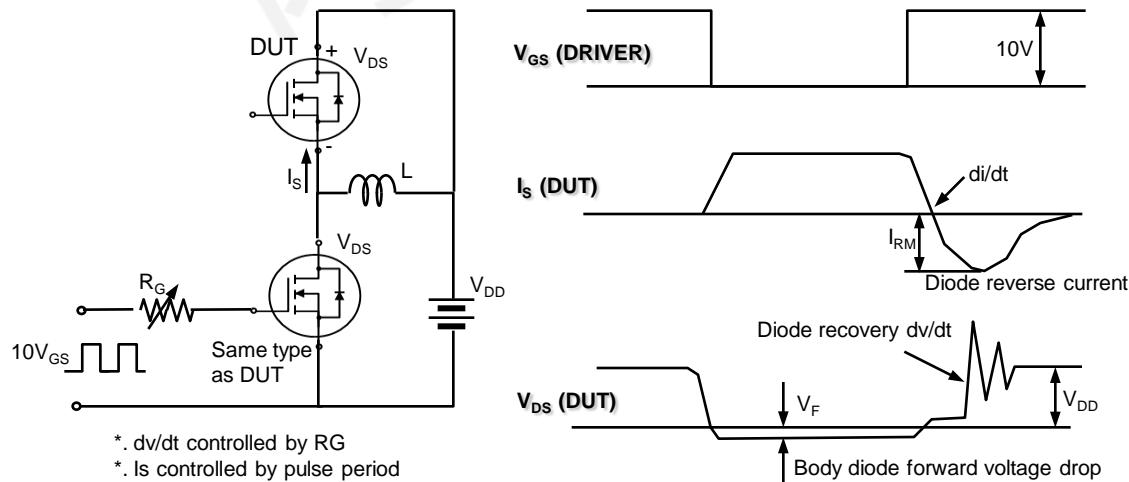 DUT
+
V_DS
-
I_S
L
V_DS
R_G
V_DD
10V_GS
Same type
as DUT
*. dv/dt controlled by RG
*. Is controlled by pulse period
V_GS (DRIVER)
10V
I_S (DUT)
di/dt
I_RM
Diode reverse current
Diode recovery dv/dt
V_DS (DUT)
V_F
V_DD
Body diode forward voltage drop